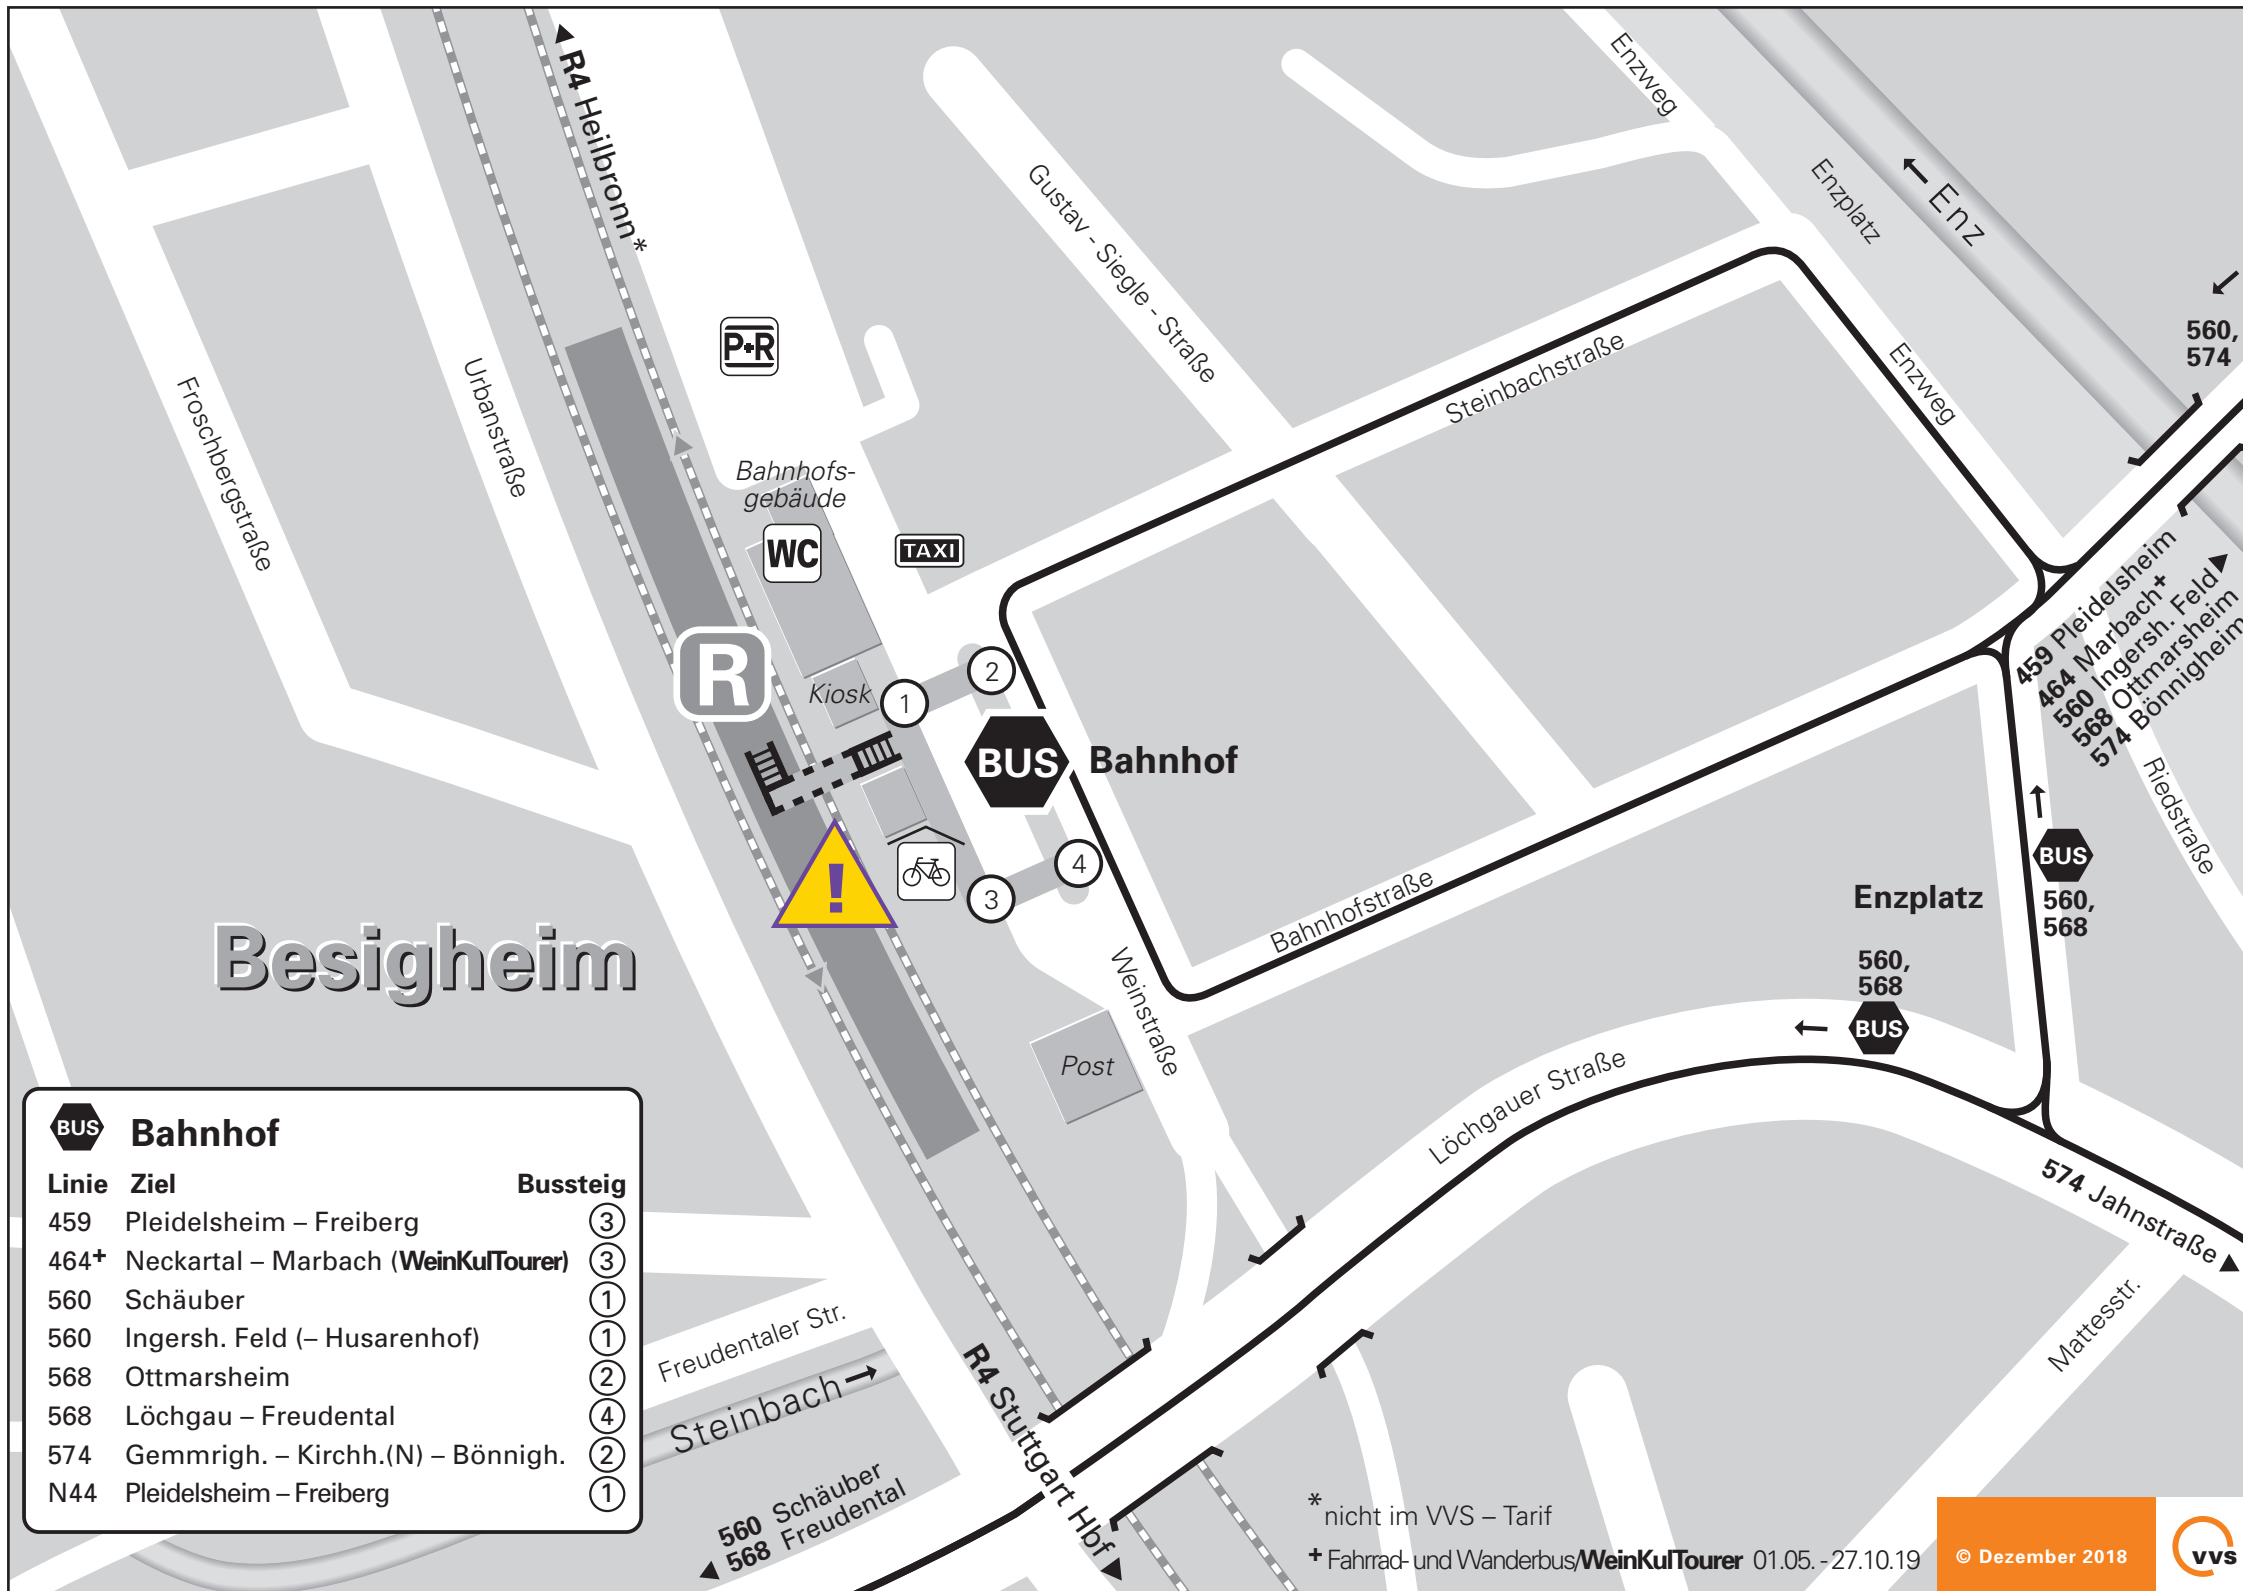 R4 Heilbronn*
Enzweg
Enzplatz
Enz
Gustav - Siegle - Straße
560,
574
P+R
Steinbachstraße
Enzweg
Urbanstraße
Froschbergstraße
Bahnhofs-
gebäude
WC
TAXI
459 Pleidelsheim
464 Marbach+
560 Ingersh. Feld
568 Ottmarsheim
574 Bönnigheim
R
Kiosk
1
2
BUS Bahnhof
Riedstraße
BUS
560,
568
Enzplatz
!
3
4
Bahnhofstraße
Besigheim
Weinstraße
560,
568
BUS
Post
Löchgauer Straße
574 Jahnstraße
Mattesstr.
BUS Bahnhof
Linie Ziel Bussteig
459 Pleidelsheim – Freiberg 3
464+ Neckartal – Marbach (WeinKulTourer) 3
560 Schäuber 1
560 Ingersh. Feld (– Husarenhof) 1
568 Ottmarsheim 2
568 Löchgau – Freudental 4
574 Gemmrigh. – Kirchh.(N) – Bönnigh. 2
N44 Pleidelsheim – Freiberg 1
Freudentaler Str.
Steinbach
R4 Stuttgart Hbf
560 Schäuber
568 Freudental
* nicht im VVS – Tarif
+ Fahrrad- und Wanderbus/WeinKulTourer 01.05. - 27.10.19
© Dezember 2018
vvs